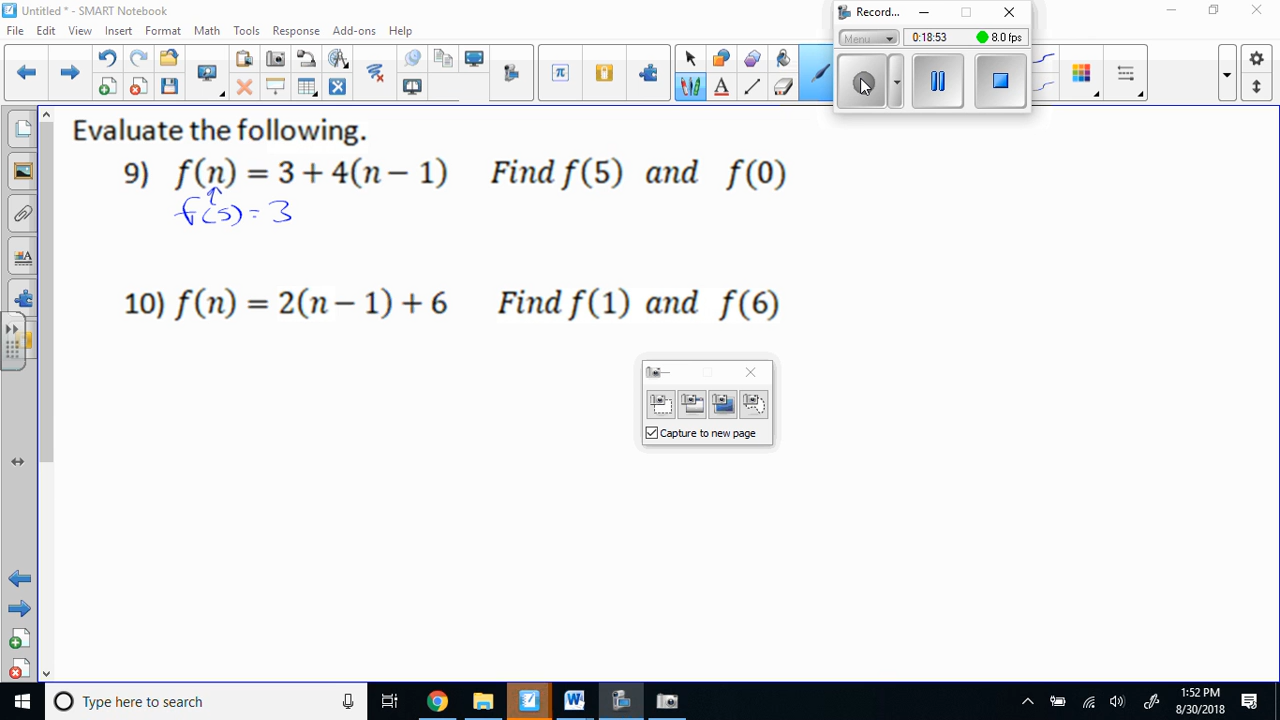 Untitled * - SMART Notebook
File Edit View Insert Format Math Tools Response Add-ons Help
Record...
Menu 0:18:53 8.0 fps
Evaluate the following.
9) f(n) = 3 + 4(n − 1) Find f(5) and f(0)
f(5) = 3
10) f(n) = 2(n − 1) + 6 Find f(1) and f(6)
Capture to new page
Type here to search
1:52 PM
8/30/2018